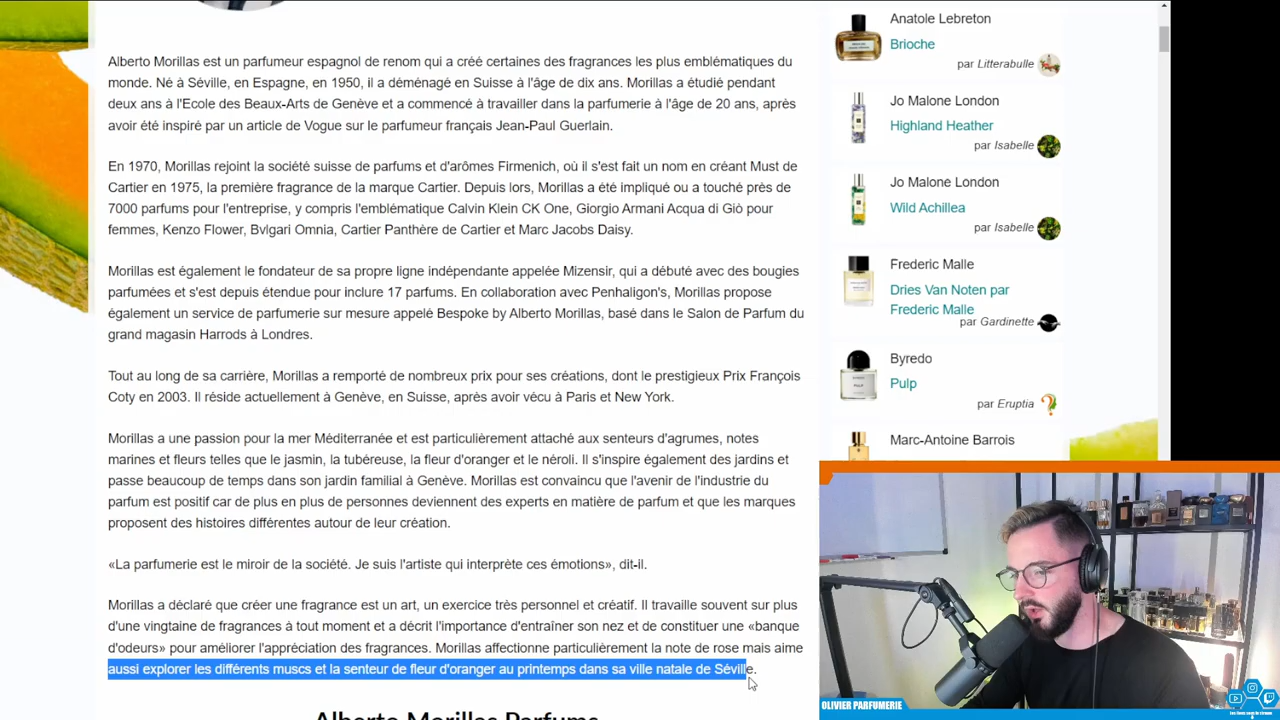 Alberto Morillas est un parfumeur espagnol de renom qui a créé certaines des fragrances les plus emblématiques du
monde. Né à Séville, en Espagne, en 1950, il a déménagé en Suisse à l'âge de dix ans. Morillas a étudié pendant
deux ans à l'Ecole des Beaux-Arts de Genève et a commencé à travailler dans la parfumerie à l'âge de 20 ans, après
avoir été inspiré par un article de Vogue sur le parfumeur français Jean-Paul Guerlain.
En 1970, Morillas rejoint la société suisse de parfums et d'arômes Firmenich, où il s'est fait un nom en créant Must de
Cartier en 1975, la première fragrance de la marque Cartier. Depuis lors, Morillas a été impliqué ou a touché près de
7000 parfums pour l'entreprise, y compris l'emblématique Calvin Klein CK One, Giorgio Armani Acqua di Giò pour
femmes, Kenzo Flower, Bvlgari Omnia, Cartier Panthère de Cartier et Marc Jacobs Daisy.
Morillas est également le fondateur de sa propre ligne indépendante appelée Mizensir, qui a débuté avec des bougies
parfumées et s'est depuis étendue pour inclure 17 parfums. En collaboration avec Penhaligon's, Morillas propose
également un service de parfumerie sur mesure appelé Bespoke by Alberto Morillas, basé dans le Salon de Parfum du
grand magasin Harrods à Londres.
Tout au long de sa carrière, Morillas a remporté de nombreux prix pour ses créations, dont le prestigieux Prix François
Coty en 2003. Il réside actuellement à Genève, en Suisse, après avoir vécu à Paris et New York.
Morillas a une passion pour la mer Méditerranée et est particulièrement attaché aux senteurs d'agrumes, notes
marines et fleurs telles que le jasmin, la tubéreuse, la fleur d'oranger et le néroli. Il s'inspire également des jardins et
passe beaucoup de temps dans son jardin familial à Genève. Morillas est convaincu que l'avenir de l'industrie du
parfum est positif car de plus en plus de personnes deviennent des experts en matière de parfum et que les marques
proposent des histoires différentes autour de leur création.
«La parfumerie est le miroir de la société. Je suis l'artiste qui interprète ces émotions», dit-il.
Morillas a déclaré que créer une fragrance est un art, un exercice très personnel et créatif. Il travaille souvent sur plus
d'une vingtaine de fragrances à tout moment et a décrit l'importance d'entraîner son nez et de constituer une «banque
d'odeurs» pour améliorer l'appréciation des fragrances. Morillas affectionne particulièrement la note de rose mais aime
aussi explorer les différents muscs et la senteur de fleur d'oranger au printemps dans sa ville natale de Séville.
Alberto Morillas Parfums
Anatole Lebreton
Brioche
par Litterabulle
Jo Malone London
Highland Heather
par Isabelle
Jo Malone London
Wild Achillea
par Isabelle
Frederic Malle
Dries Van Noten par
Frederic Malle
par Gardinette
Byredo
Pulp
par Eruptia
Marc-Antoine Barrois
OLIVIER PARFUMERIE